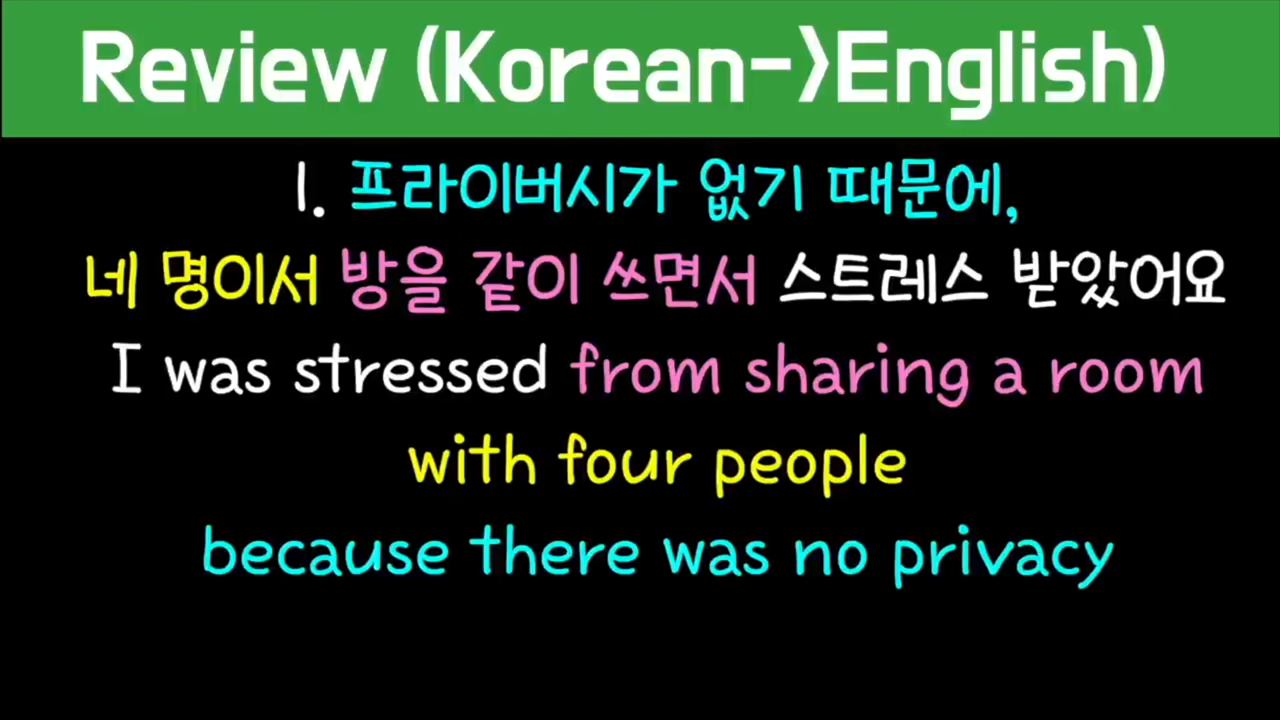 Review (Korean->English)
1. 프라이버시가 없기 때문에,
네 명이서 방을 같이 쓰면서 스트레스 받았어요
I was stressed from sharing a room
with four people
because there was no privacy